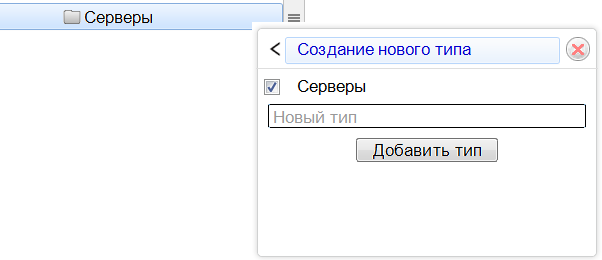 Серверы
Создание нового типа
Серверы
Новый тип
Добавить тип